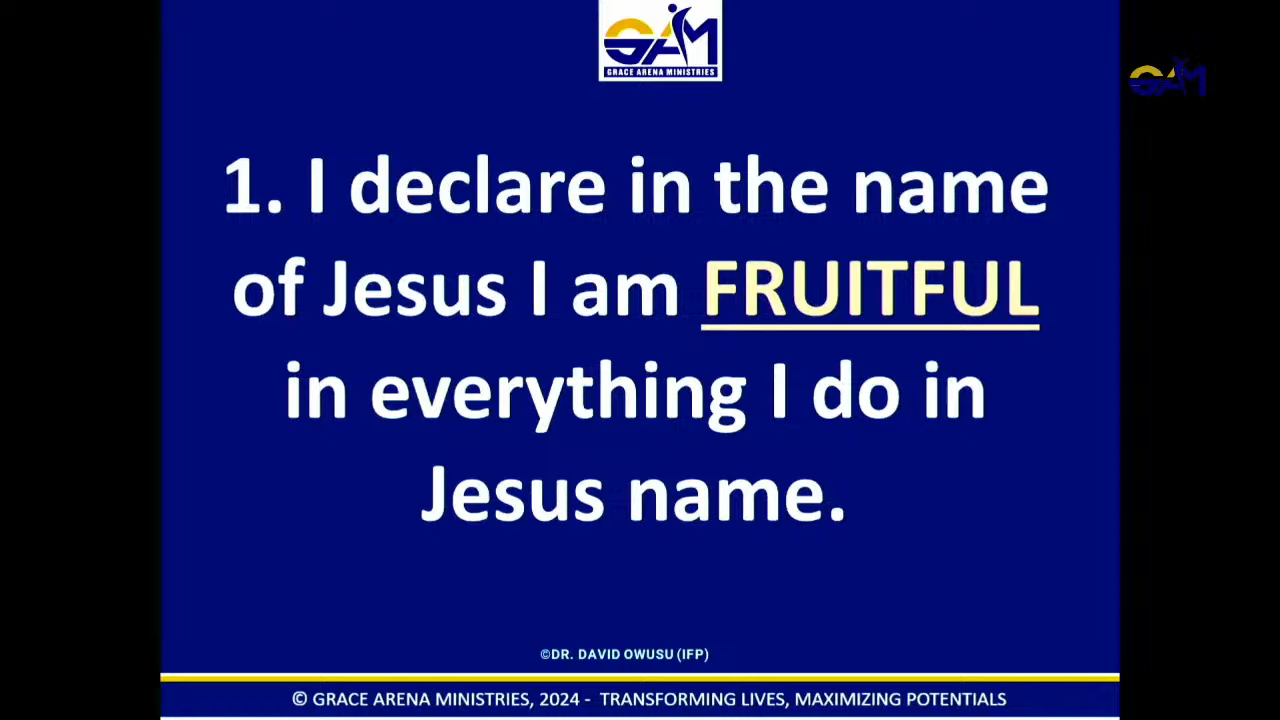 GAM
GRACE ARENA MINISTRIES
GAM
1. I declare in the name
of Jesus I am FRUITFUL
in everything I do in
Jesus name.
©DR. DAVID OWUSU (IFP)
© GRACE ARENA MINISTRIES, 2024 - TRANSFORMING LIVES, MAXIMIZING POTENTIALS